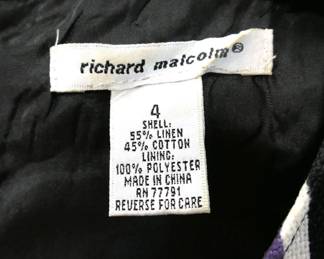 richard malcolm®
4
SHELL:
55% LINEN
45% COTTON
LINING:
100% POLYESTER
MADE IN CHINA
RN 77791
REVERSE FOR CARE